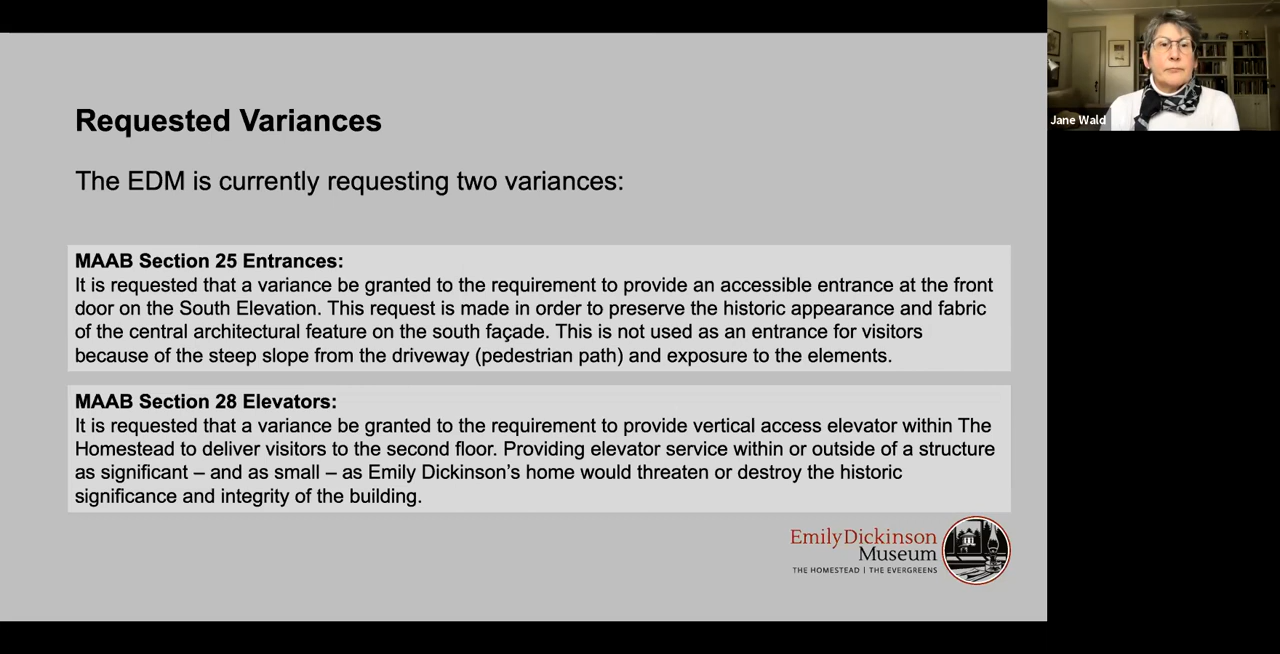 Requested Variances
The EDM is currently requesting two variances:
MAAB Section 25 Entrances:
It is requested that a variance be granted to the requirement to provide an accessible entrance at the front
door on the South Elevation. This request is made in order to preserve the historic appearance and fabric
of the central architectural feature on the south façade. This is not used as an entrance for visitors
because of the steep slope from the driveway (pedestrian path) and exposure to the elements.
MAAB Section 28 Elevators:
It is requested that a variance be granted to the requirement to provide vertical access elevator within The
Homestead to deliver visitors to the second floor. Providing elevator service within or outside of a structure
as significant – and as small – as Emily Dickinson’s home would threaten or destroy the historic
significance and integrity of the building.
EmilyDickinson
Museum
THE HOMESTEAD | THE EVERGREENS
Jane Wald